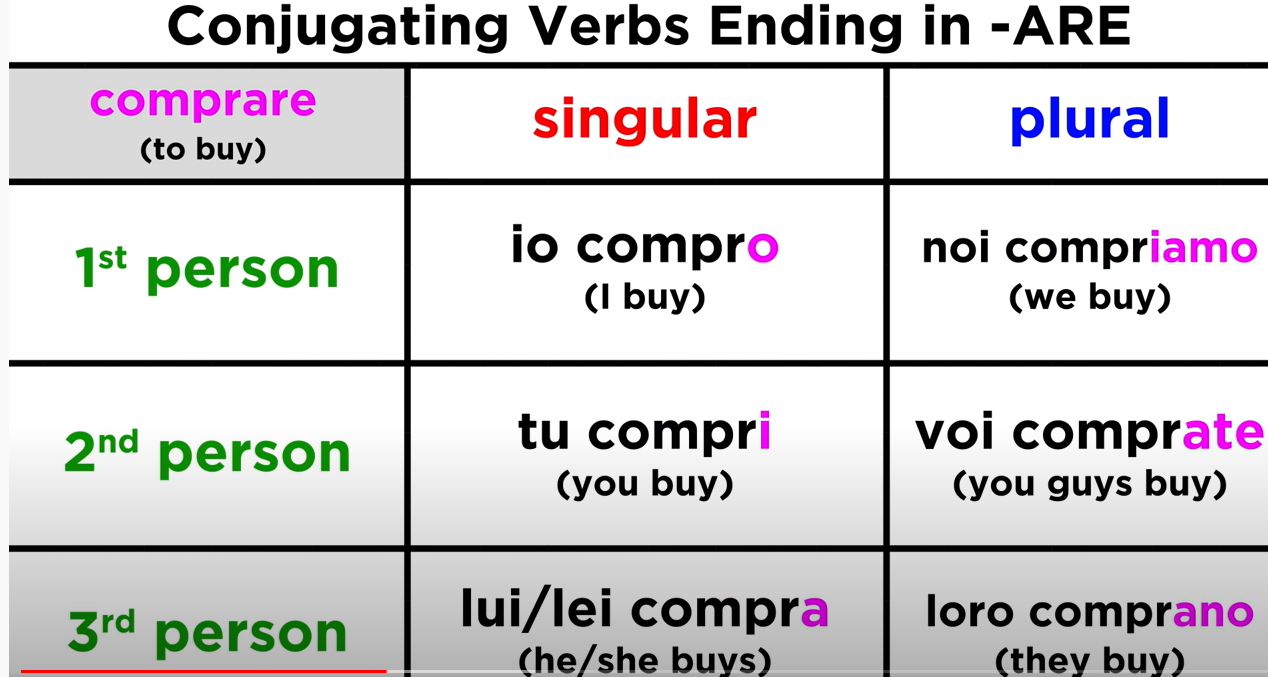 Conjugating Verbs Ending in -ARE
comprare
(to buy)
singular
plural
1st person
io compro
(I buy)
noi compriamo
(we buy)
2nd person
tu compri
(you buy)
voi comprate
(you guys buy)
3rd person
lui/lei compra
(he/she buys)
loro comprano
(they buy)